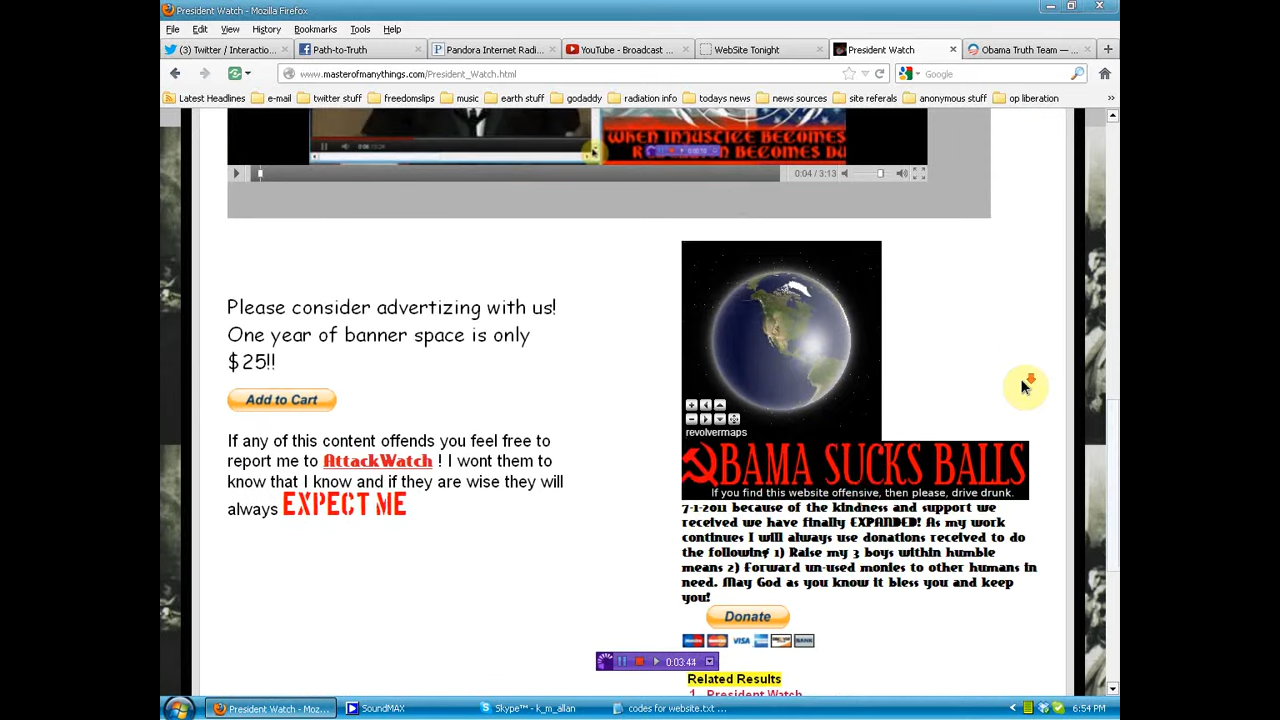 President Watch - Mozilla Firefox
File Edit View History Bookmarks Tools Help
(3) Twitter / Interactio... Path-to-Truth Pandora Internet Radi... YouTube - Broadcast ... WebSite Tonight President Watch Obama Truth Team — ...
www.masterofmanythings.com/President_Watch.html Google
Latest Headlines e-mail twitter stuff freedomslips music earth stuff godaddy radiation info todays news news sources site referals anonymous stuff op liberation
WHEN INJUSTICE BECOMES
BECOMES DU
0:04 / 3:13
Please consider advertizing with us!
One year of banner space is only
$25!!
Add to Cart
If any of this content offends you feel free to
report me to AttackWatch ! I wont them to
know that I know and if they are wise they will
always EXPECT ME
revolvermaps
BAMA SUCKS BALLS
If you find this website offensive, then please, drive drunk.
7-1-2011 because of the kindness and support we
received we have finally EXPANDED! As my work
continues I will always use donations received to do
the following 1) Raise my 3 boys within humble
means 2) forward un-used monies to other humans in
need. May God as you know it bless you and keep
you!
Donate
VISA BANK
0:03:44
Related Results
1. President Watch
President Watch - Moz... SoundMAX Skype™ - k_m_allan codes for website.txt ... 6:54 PM